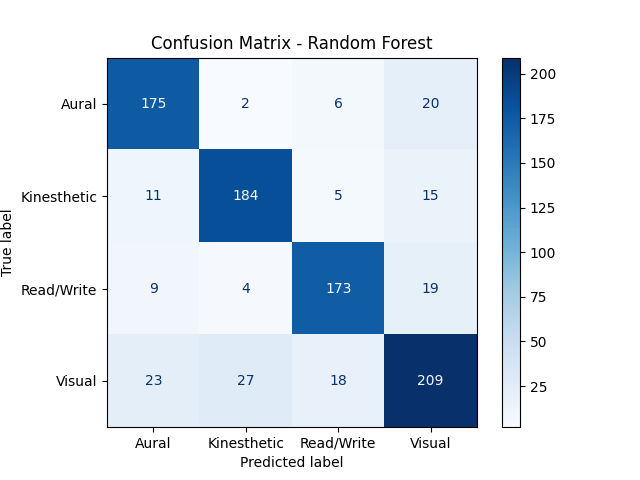 Confusion Matrix - Random Forest
Aural 175 2 6 20
Kinesthetic 11 184 5 15
Read/Write 9 4 173 19
Visual 23 27 18 209
Aural Kinesthetic Read/Write Visual
Predicted label
True label
200
175
150
125
100
75
50
25